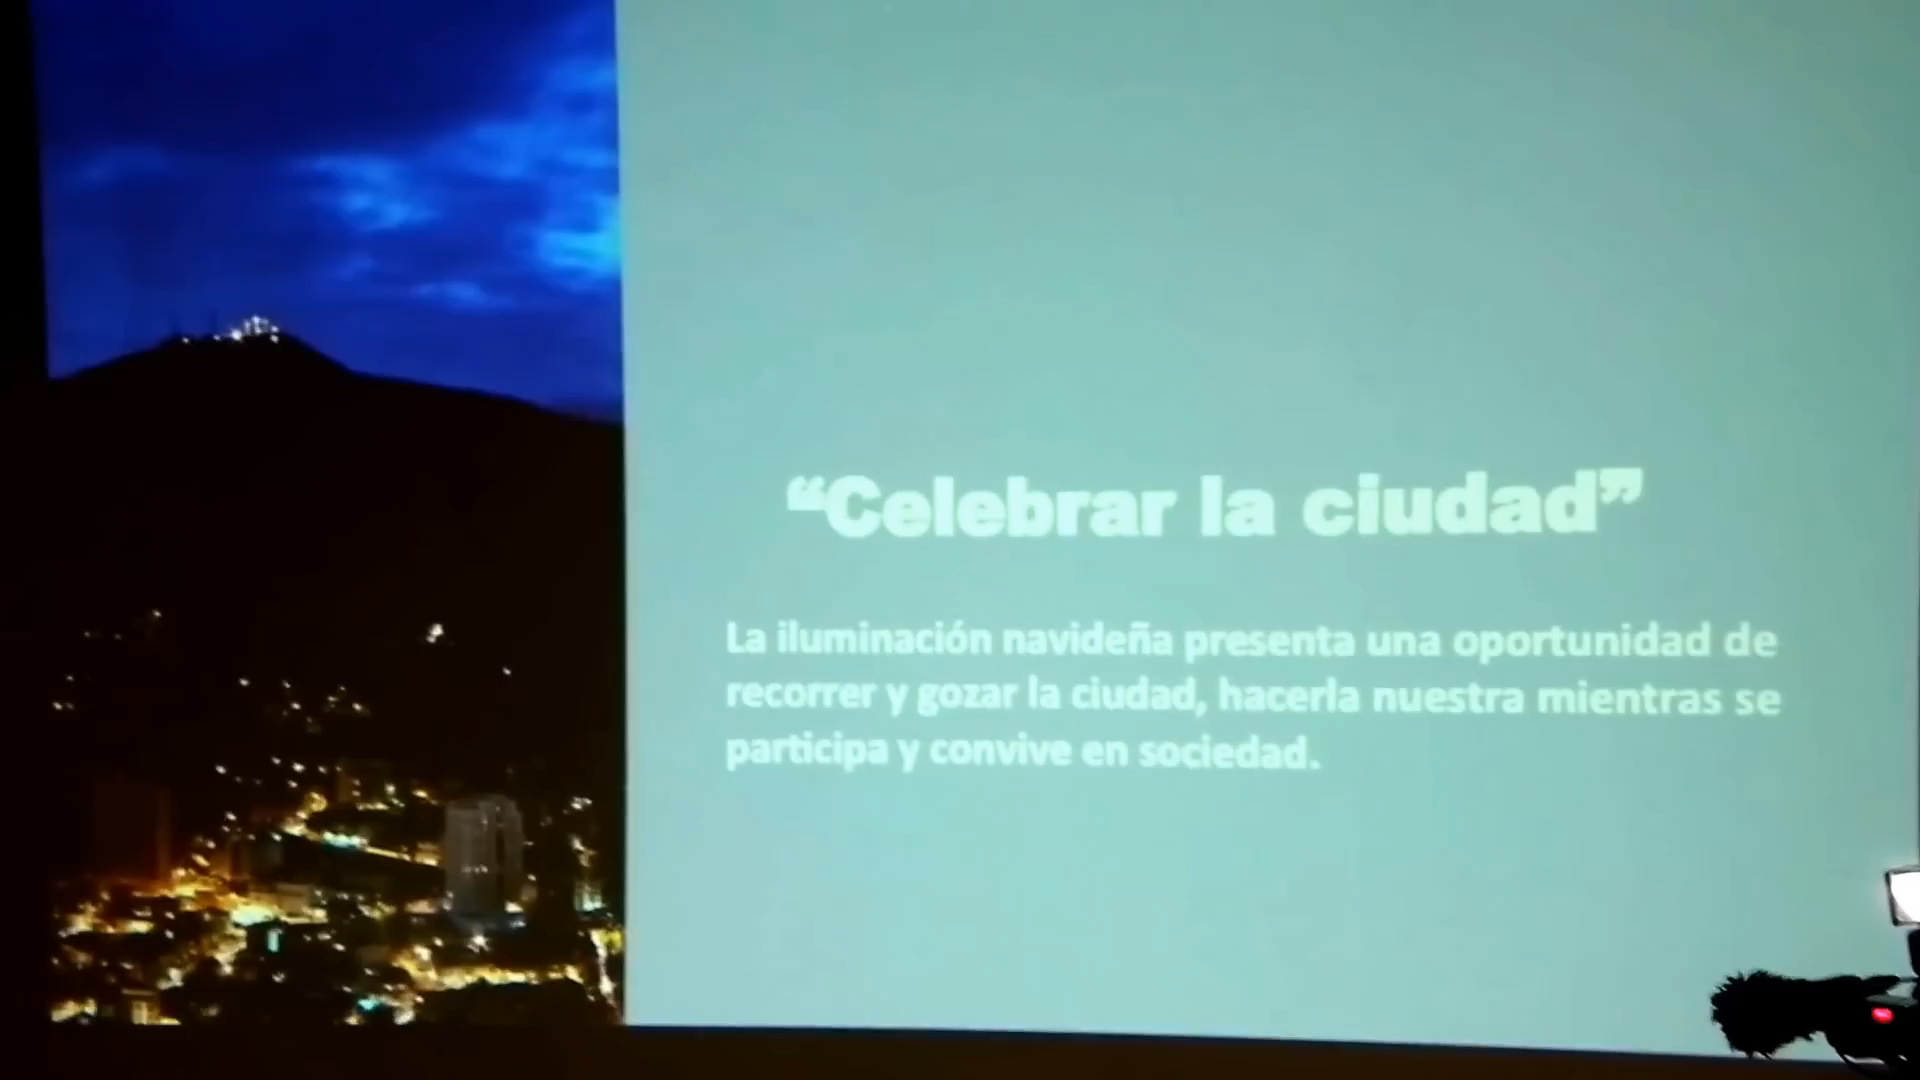 “Celebrar la ciudad”
La iluminación navideña presenta una oportunidad de
recorrer y gozar la ciudad, hacerla nuestra mientras se
participa y convive en sociedad.